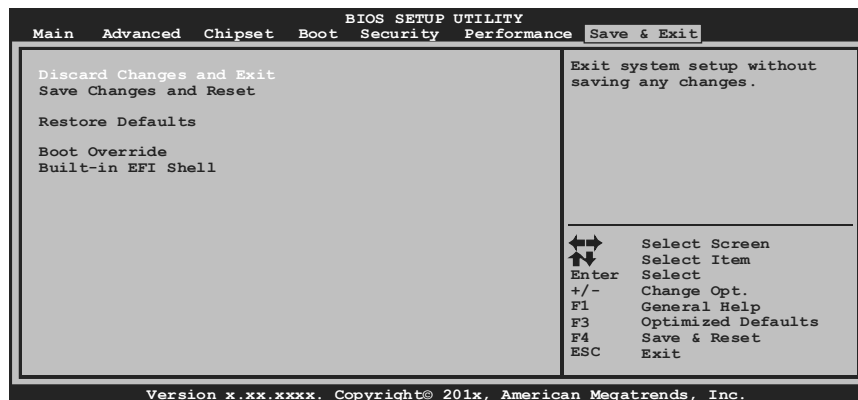 BIOS SETUP UTILITY
Main Advanced Chipset Boot Security Performance Save & Exit
Discard Changes and Exit
Save Changes and Reset
Restore Defaults
Boot Override
Built-in EFI Shell
Exit system setup without
saving any changes.
Select Screen
Select Item
Enter Select
+/- Change Opt.
F1 General Help
F3 Optimized Defaults
F4 Save & Reset
ESC Exit
Version x.xx.xxxx. Copyright© 201x, American Megatrends, Inc.